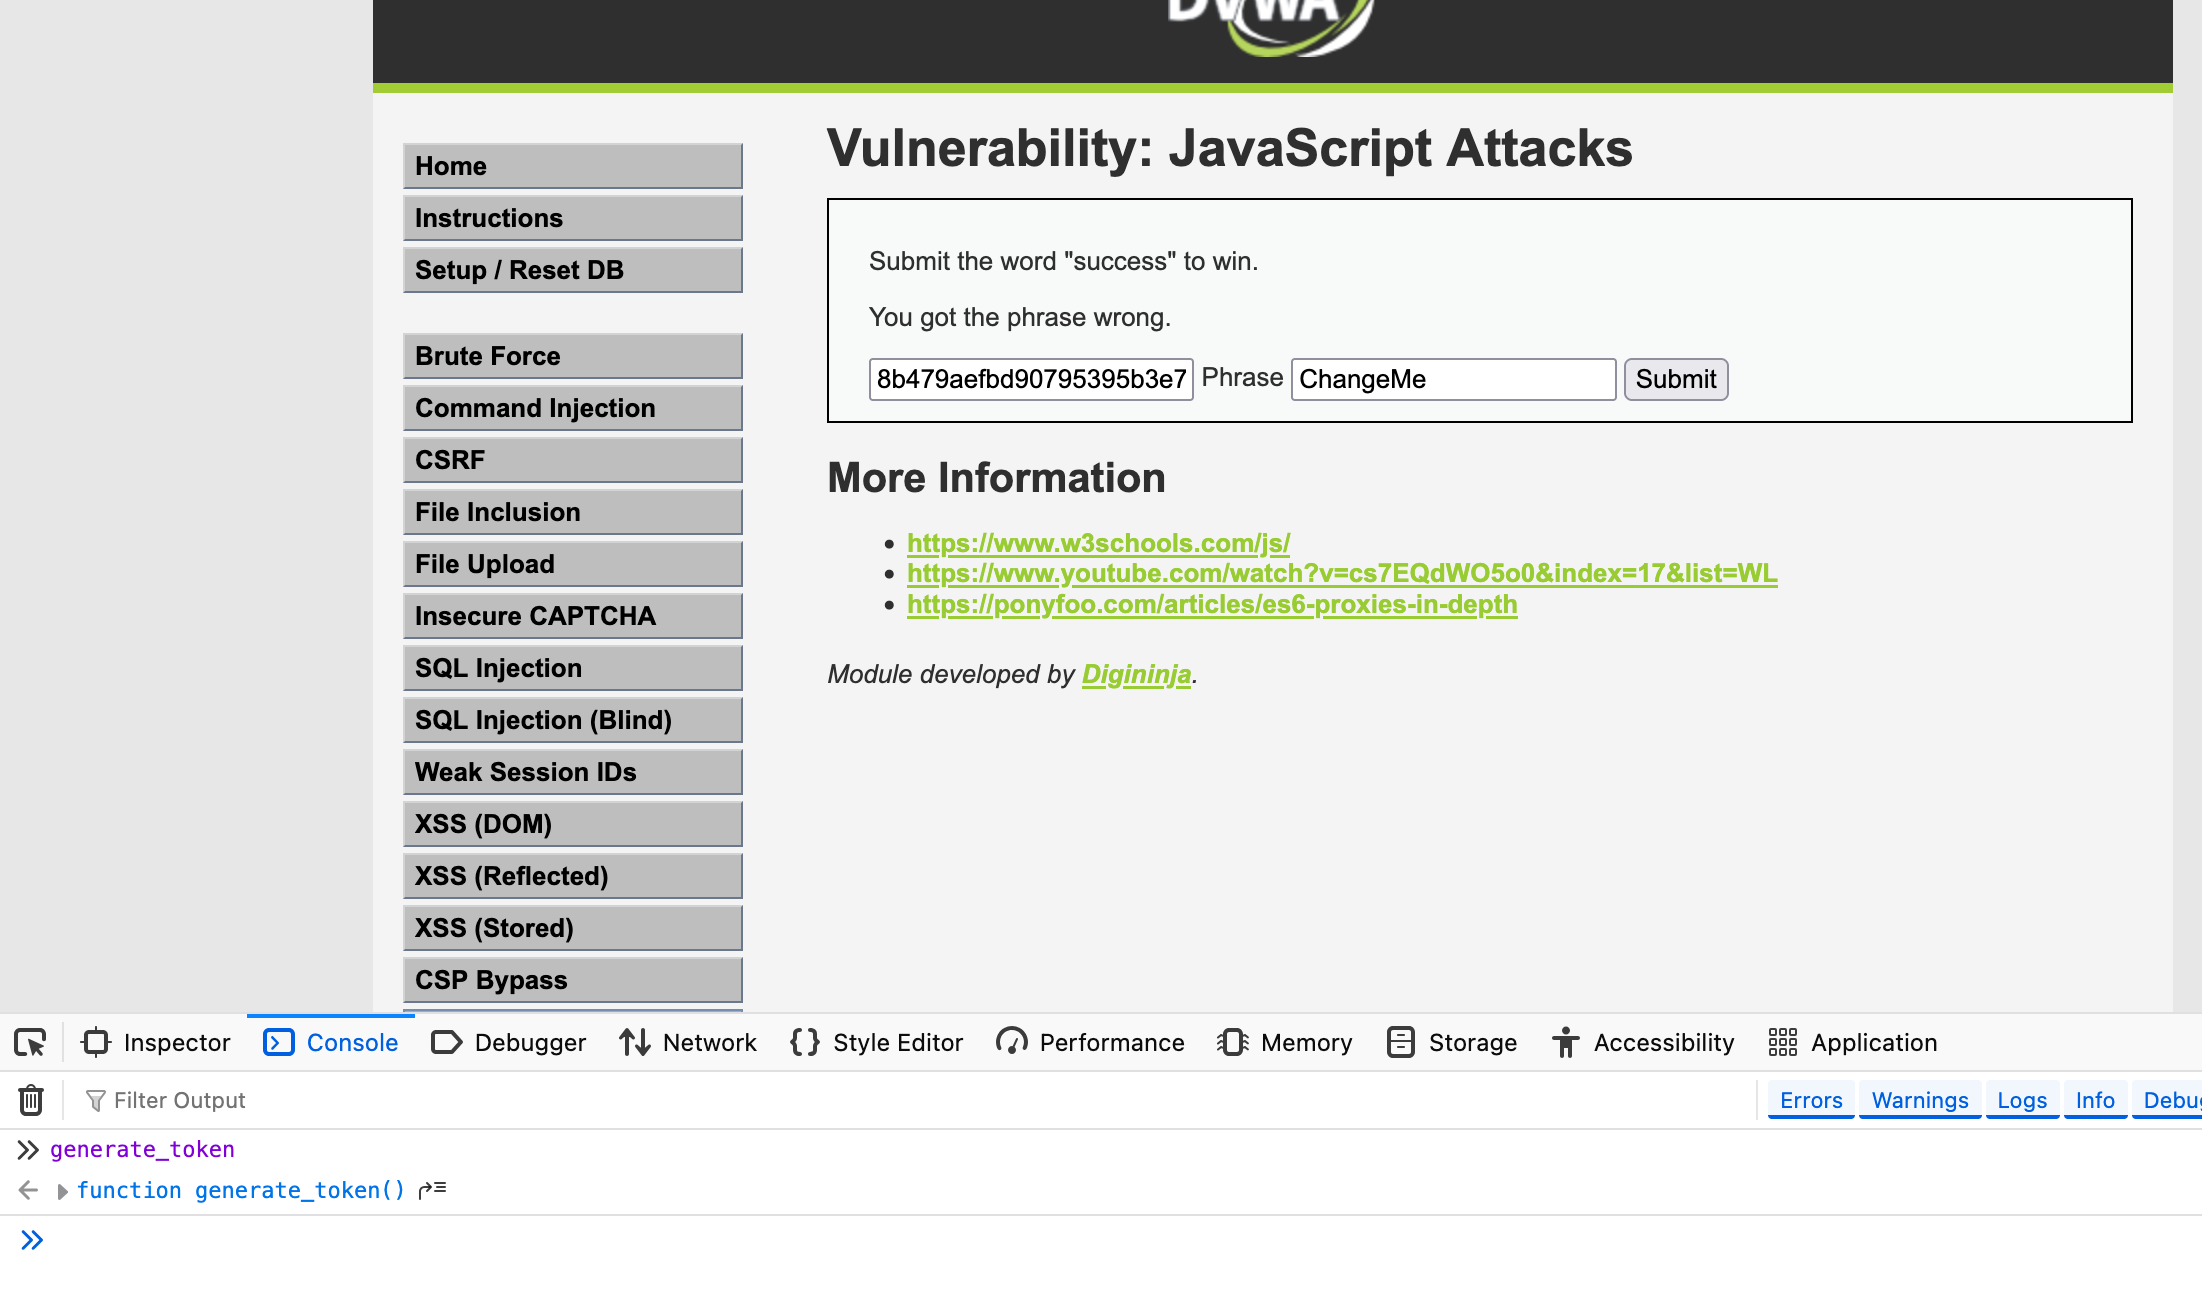 DVWA
Home
Instructions
Setup / Reset DB
Brute Force
Command Injection
CSRF
File Inclusion
File Upload
Insecure CAPTCHA
SQL Injection
SQL Injection (Blind)
Weak Session IDs
XSS (DOM)
XSS (Reflected)
XSS (Stored)
CSP Bypass
Vulnerability: JavaScript Attacks
Submit the word "success" to win.
You got the phrase wrong.
8b479aefbd90795395b3e7 Phrase ChangeMe Submit
More Information
https://www.w3schools.com/js/
https://www.youtube.com/watch?v=cs7EQdWO5o0&index=17&list=WL
https://ponyfoo.com/articles/es6-proxies-in-depth
Module developed by Digininja.
Inspector Console Debugger Network Style Editor Performance Memory Storage Accessibility Application
Filter Output Errors Warnings Logs Info Debug
generate_token
function generate_token()